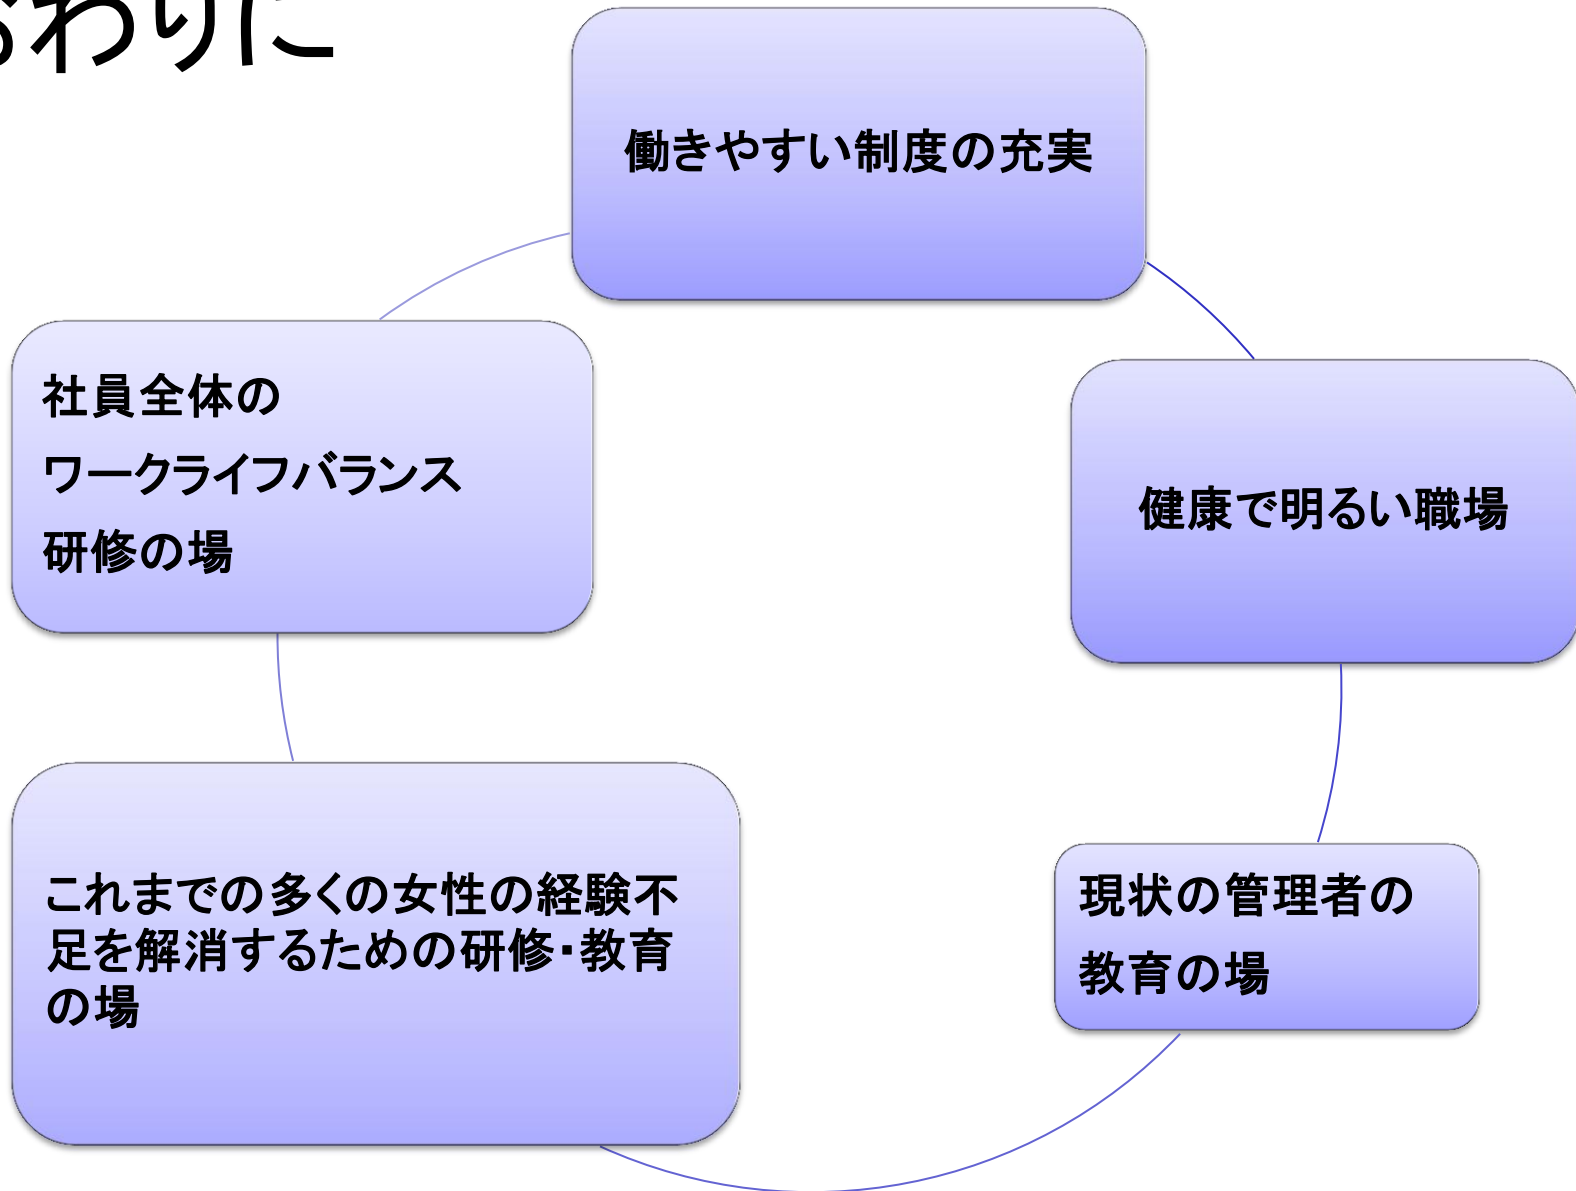 おわりに
働きやすい制度の充実
社員全体の
ワークライフバランス
研修の場
健康で明るい職場
これまでの多くの女性の経験不
足を解消するための研修・教育
の場
現状の管理者の
教育の場